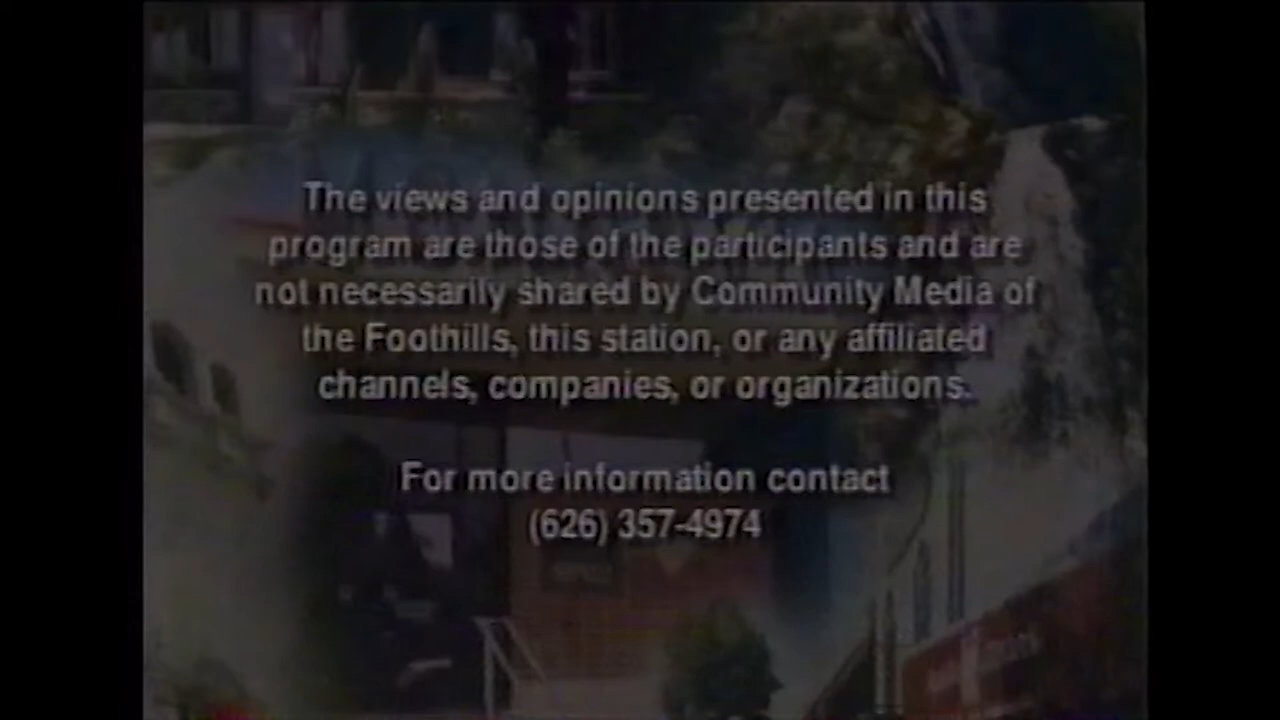 The views and opinions presented in this
program are those of the participants and are
not necessarily shared by Community Media of
the Foothills, this station, or any affiliated
channels, companies, or organizations.
For more information contact
(626) 357-4974